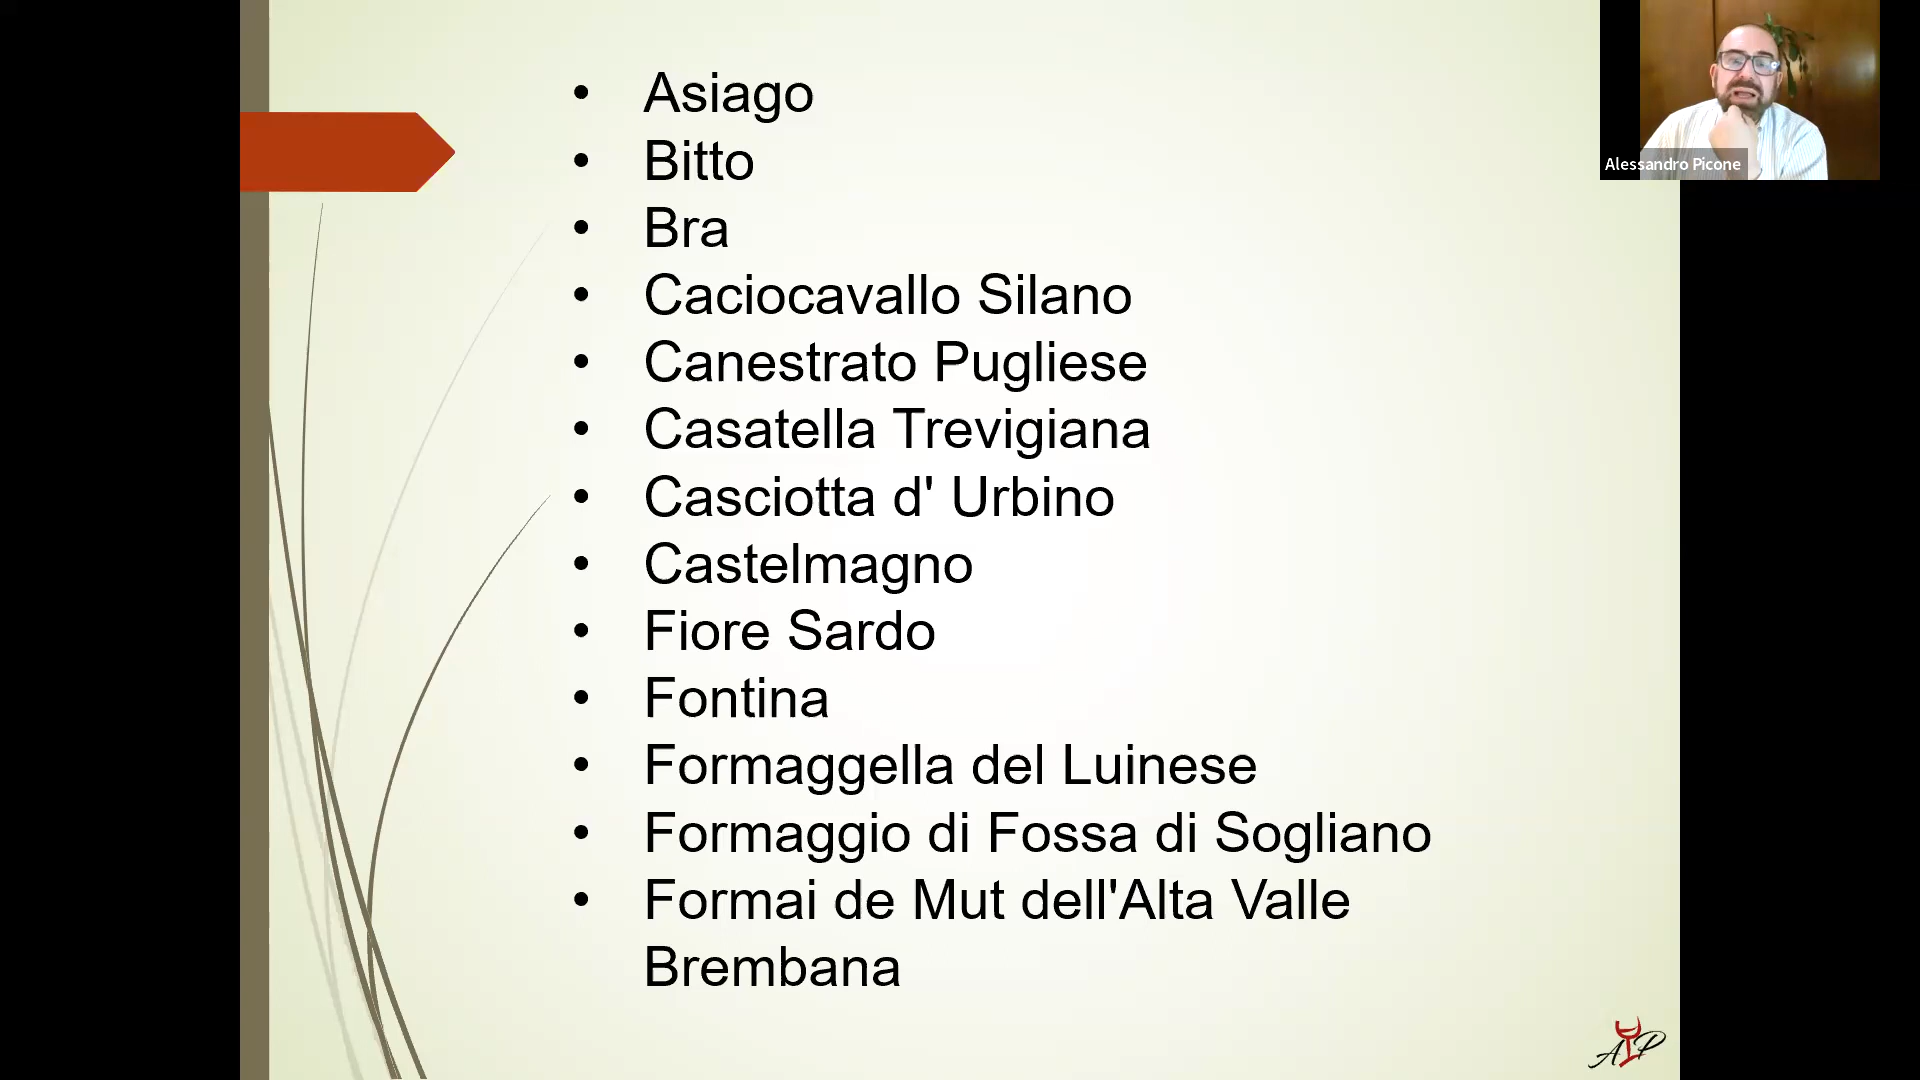 • Asiago
• Bitto
• Bra
• Caciocavallo Silano
• Canestrato Pugliese
• Casatella Trevigiana
• Casciotta d' Urbino
• Castelmagno
• Fiore Sardo
• Fontina
• Formaggella del Luinese
• Formaggio di Fossa di Sogliano
• Formai de Mut dell'Alta Valle
Brembana
Alessandro Picone
AP